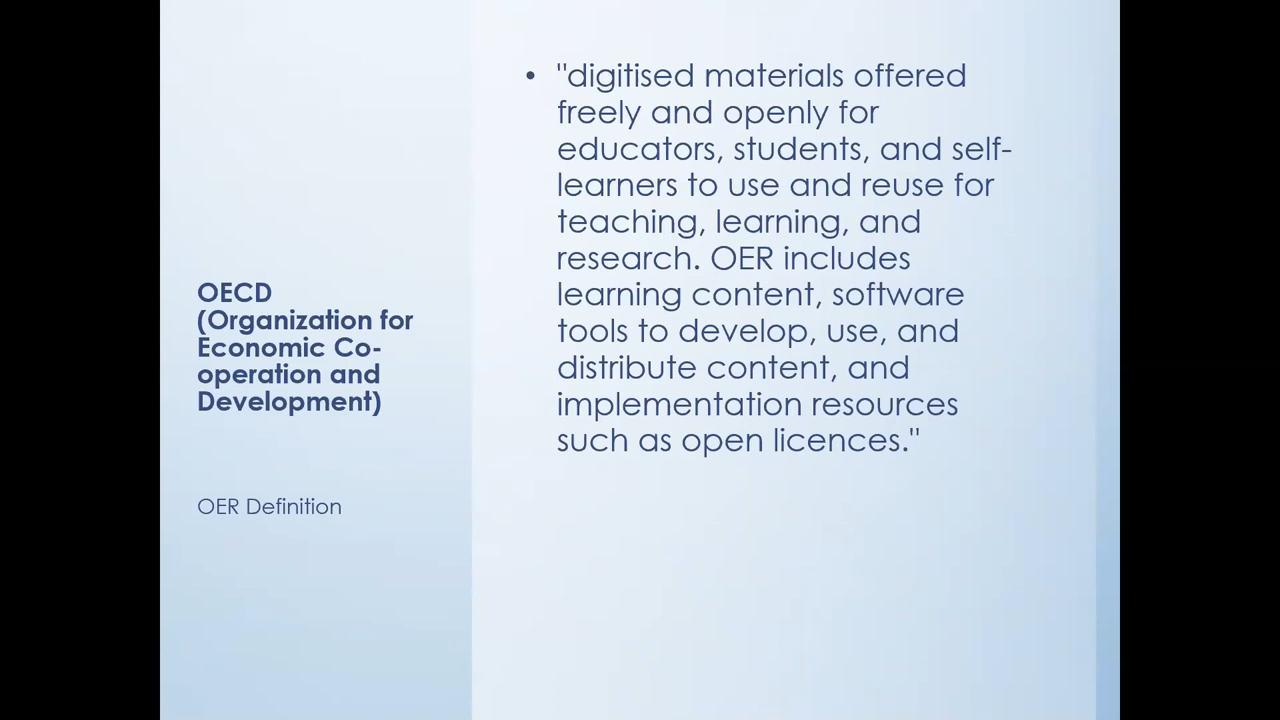 OECD
(Organization for
Economic Co-
operation and
Development)
OER Definition
• "digitised materials offered
freely and openly for
educators, students, and self-
learners to use and reuse for
teaching, learning, and
research. OER includes
learning content, software
tools to develop, use, and
distribute content, and
implementation resources
such as open licences."